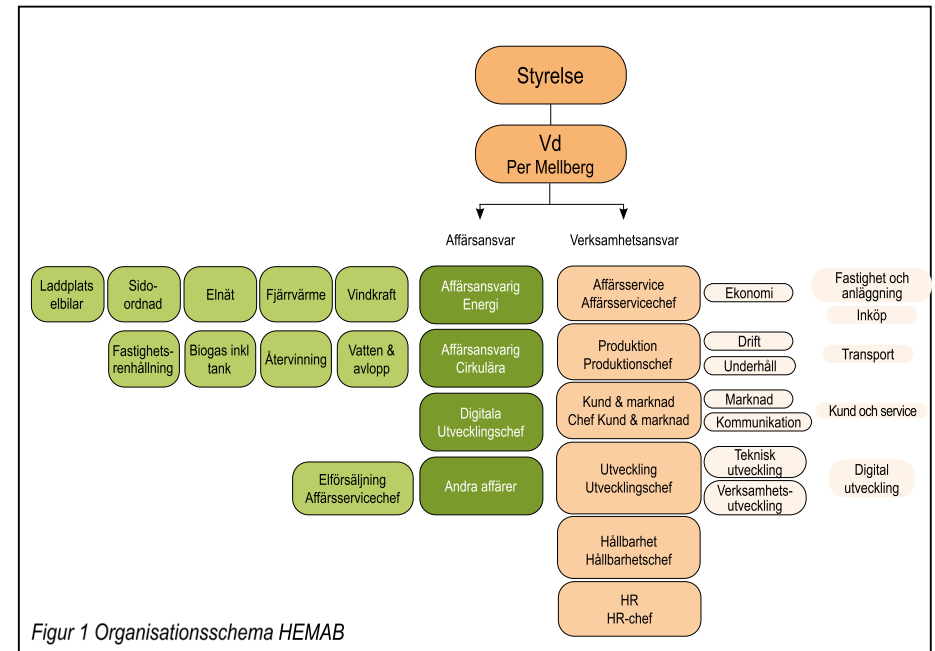 Styrelse
Vd
Per Mellberg
Affärsansvar
Verksamhetsansvar
Laddplats
elbilar
Sido-
ordnad
Elnät
Fjärrvärme
Vindkraft
Affärsansvarig
Energi
Affärsservice
Affärsservicechef
Ekonomi
Fastighet och
anläggning
Inköp
Fastighets-
renhållning
Biogas inkl
tank
Återvinning
Vatten &
avlopp
Affärsansvarig
Cirkulära
Produktion
Produktionschef
Drift
Underhåll
Transport
Digitala
Utvecklingschef
Kund & marknad
Chef Kund & marknad
Marknad
Kommunikation
Kund och service
Elförsäljning
Affärsservicechef
Andra affärer
Utveckling
Utvecklingschef
Teknisk
utveckling
Verksamhets-
utveckling
Digital
utveckling
Hållbarhet
Hållbarhetschef
HR
HR-chef
Figur 1 Organisationsschema HEMAB